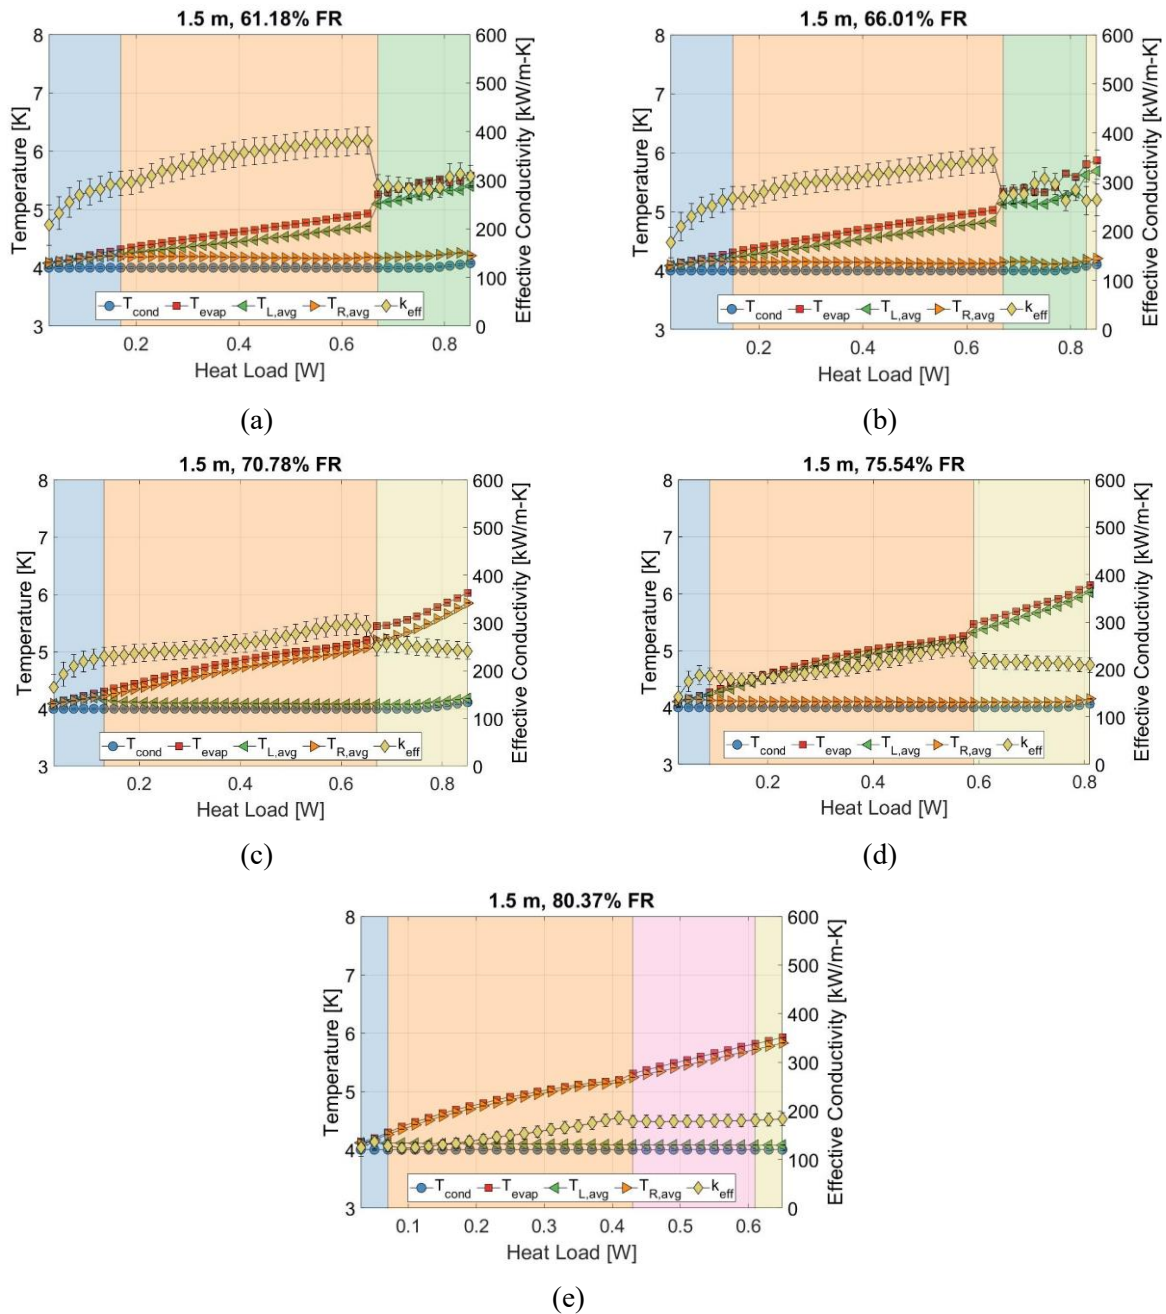 1.5 m, 61.18% FR
8
7
6
5
4
3
Temperature [K]
600
500
400
300
200
100
0
Effective Conductivity [kW/m-K]
T_cond T_evap T_L,avg T_R,avg k_eff
0.2 0.4 0.6 0.8
Heat Load [W]
(a)
1.5 m, 66.01% FR
8
7
6
5
4
3
Temperature [K]
600
500
400
300
200
100
0
Effective Conductivity [kW/m-K]
T_cond T_evap T_L,avg T_R,avg k_eff
0.2 0.4 0.6 0.8
Heat Load [W]
(b)
1.5 m, 70.78% FR
8
7
6
5
4
3
Temperature [K]
600
500
400
300
200
100
0
Effective Conductivity [kW/m-K]
T_cond T_evap T_L,avg T_R,avg k_eff
0.2 0.4 0.6 0.8
Heat Load [W]
(c)
1.5 m, 75.54% FR
8
7
6
5
4
3
Temperature [K]
600
500
400
300
200
100
0
Effective Conductivity [kW/m-K]
T_cond T_evap T_L,avg T_R,avg k_eff
0.2 0.4 0.6 0.8
Heat Load [W]
(d)
1.5 m, 80.37% FR
8
7
6
5
4
3
Temperature [K]
600
500
400
300
200
100
0
Effective Conductivity [kW/m-K]
T_cond T_evap T_L,avg T_R,avg k_eff
0.1 0.2 0.3 0.4 0.5 0.6
Heat Load [W]
(e)